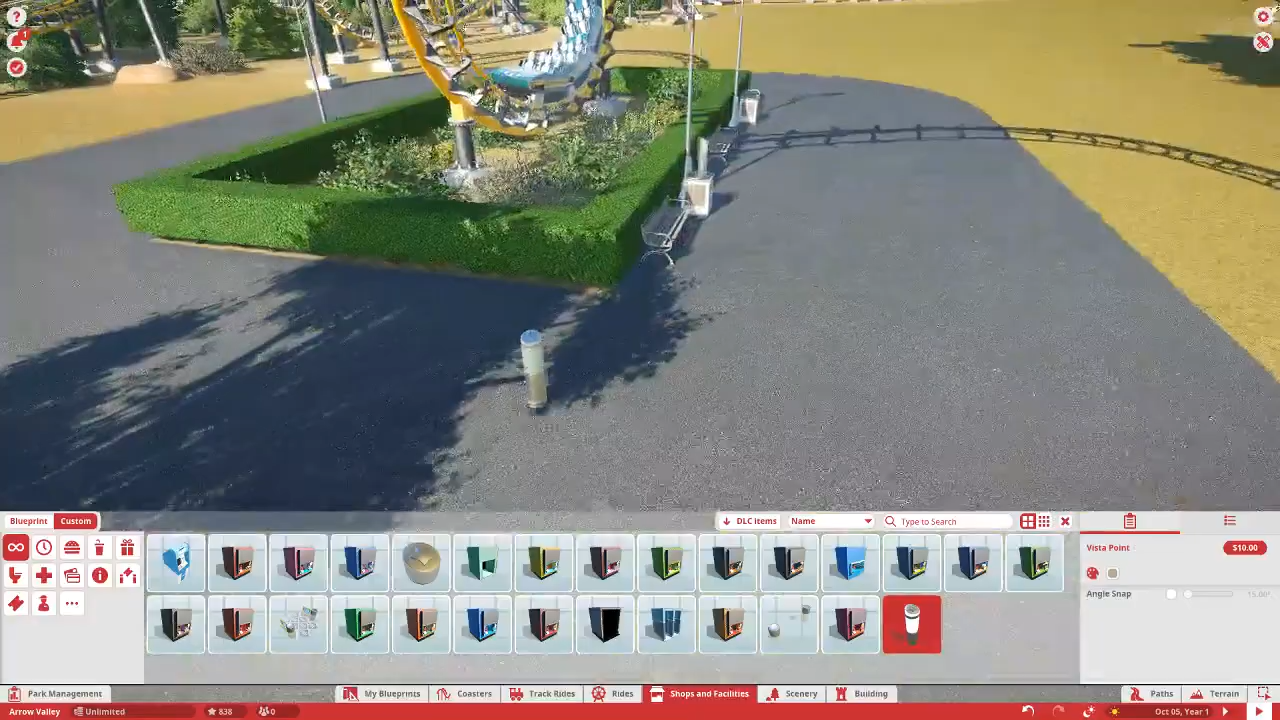 Blueprint Custom DLC items Name Type to Search
Vista Point $10.00
Angle Snap
Park Management My Blueprints Coasters Track Rides Rides Shops and Facilities Scenery Building Paths Terrain
Arrow Valley Unlimited 838 0 Oct 05, Year 1